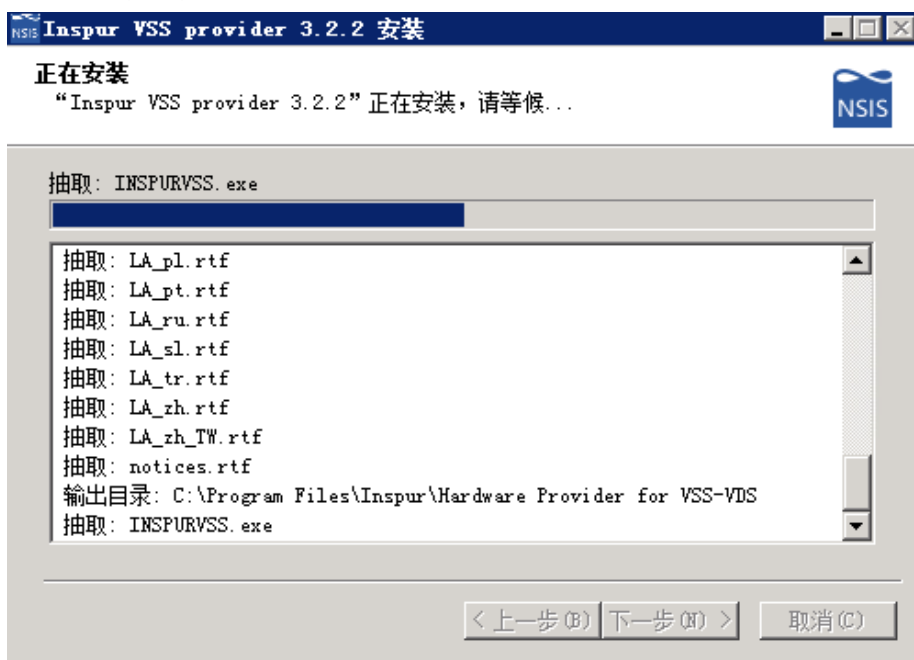 NSIS Inspur VSS provider 3.2.2 安装
正在安装
“Inspur VSS provider 3.2.2”正在安装，请等候...
NSIS
抽取: INSPURVSS.exe
抽取: LA_pl.rtf
抽取: LA_pt.rtf
抽取: LA_ru.rtf
抽取: LA_sl.rtf
抽取: LA_tr.rtf
抽取: LA_zh.rtf
抽取: LA_zh_TW.rtf
抽取: notices.rtf
输出目录: C:\Program Files\Inspur\Hardware Provider for VSS-VDS
抽取: INSPURVSS.exe
< 上一步(B) 下一步(N) > 取消(C)